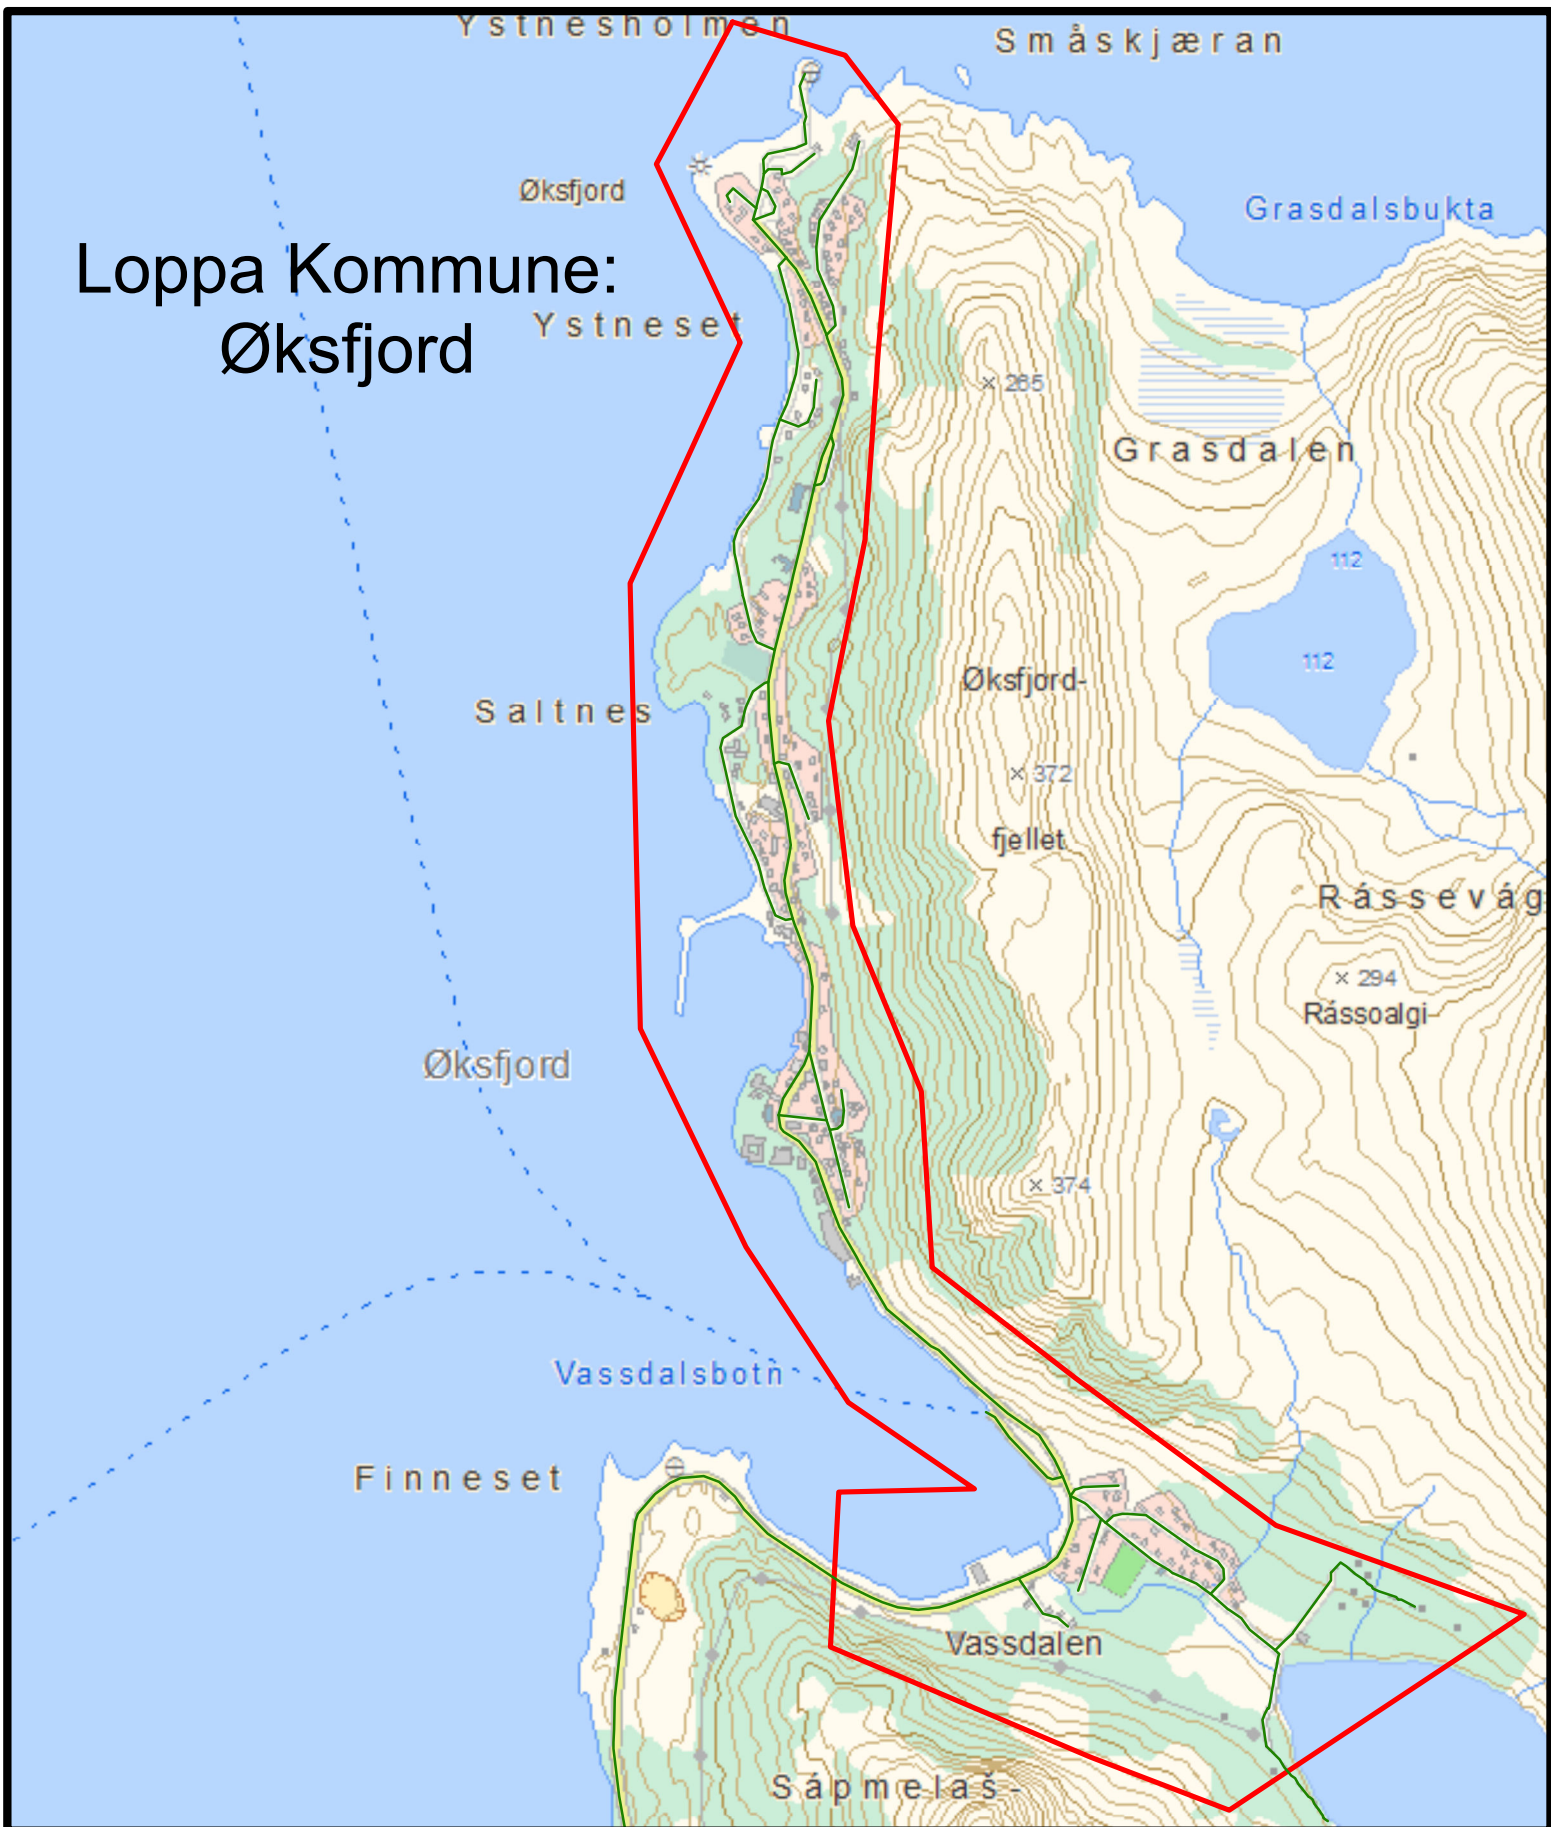 Ystnesholmen
Småskjæran
Øksfjord
Grasdalsbukta
Loppa Kommune:
Øksfjord
Ystneset
265
Grasdalen
112
112
Øksfjord-
Saltnes
372
fjellet
Rássevág
294
Rássoalgi
Øksfjord
374
Vassdalsbotn
Finneset
Vassdalen
Sápmelaš-